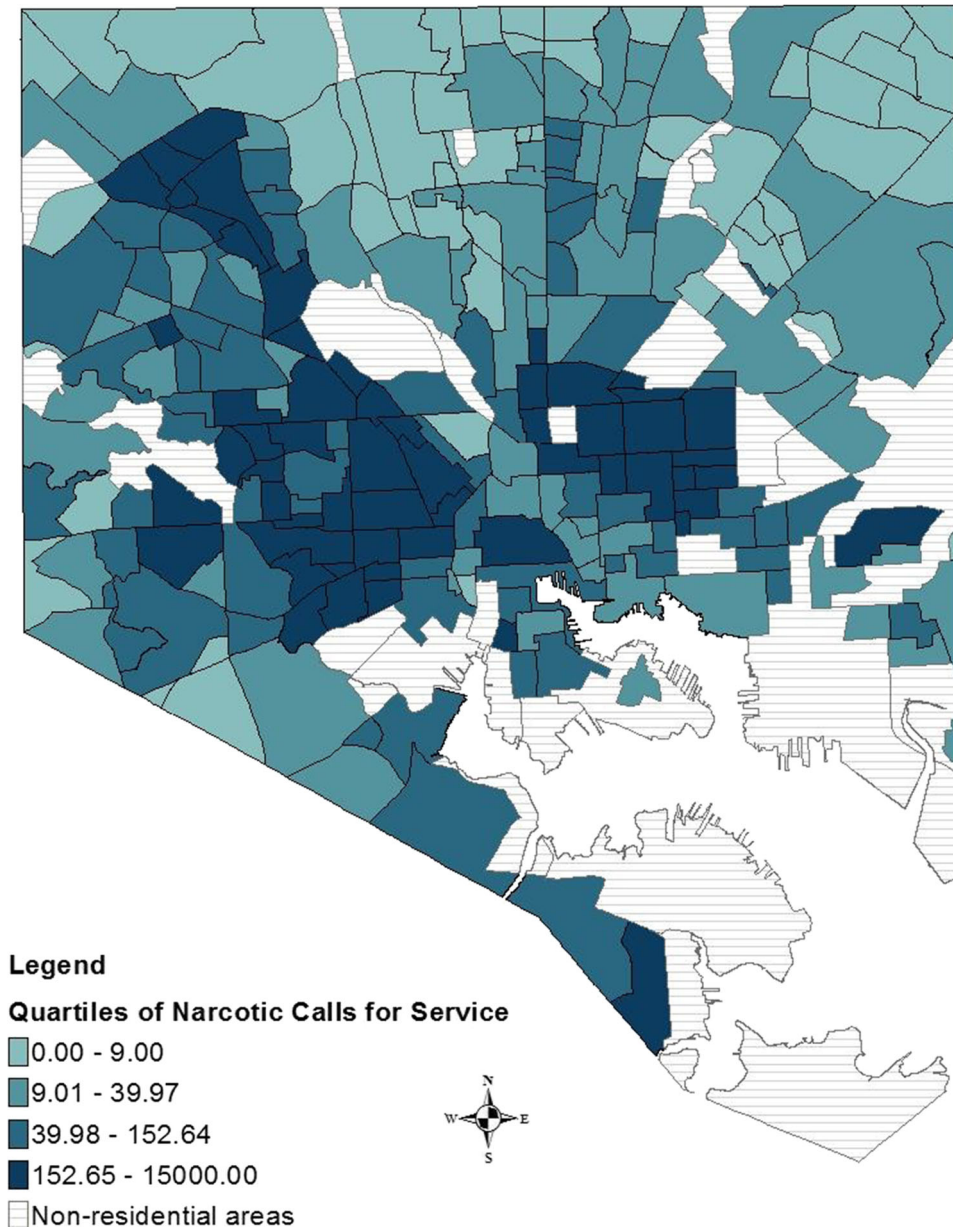 Legend
Quartiles of Narcotic Calls for Service
0.00 - 9.00
9.01 - 39.97
39.98 - 152.64
152.65 - 15000.00
Non-residential areas
N
W E
S